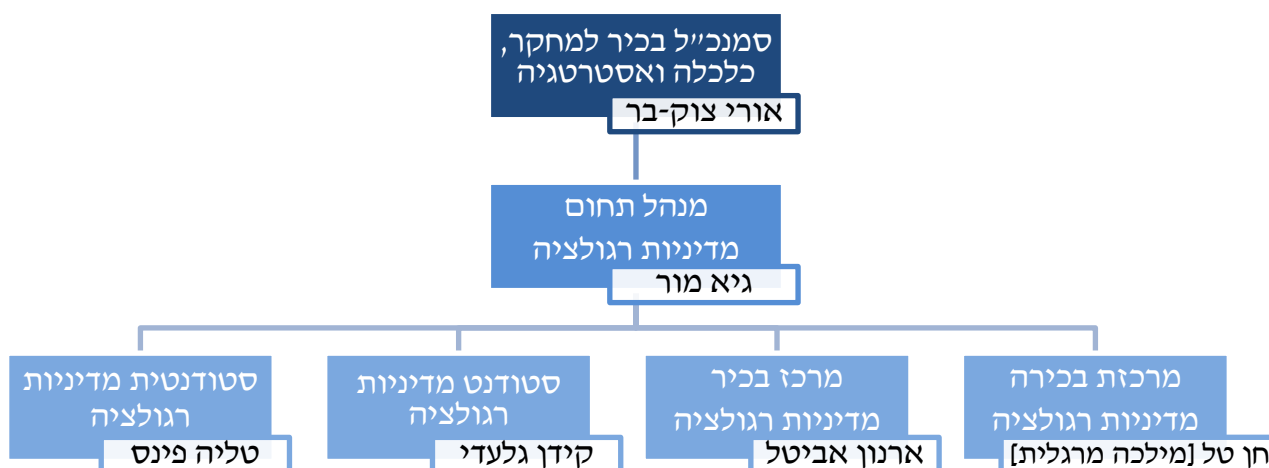 סמנכ״ל בכיר למחקר,
כלכלה ואסטרטגיה
אורי צוק-בר
מנהל תחום
מדיניות רגולציה
גיא מור
מרכזת בכירה
מדיניות רגולציה
חן טל [מילכה מרגלית]
מרכז בכיר
מדיניות רגולציה
ארנון אביטל
סטודנט מדיניות
רגולציה
קידן גלעדי
סטודנטית מדיניות
רגולציה
טליה פינס